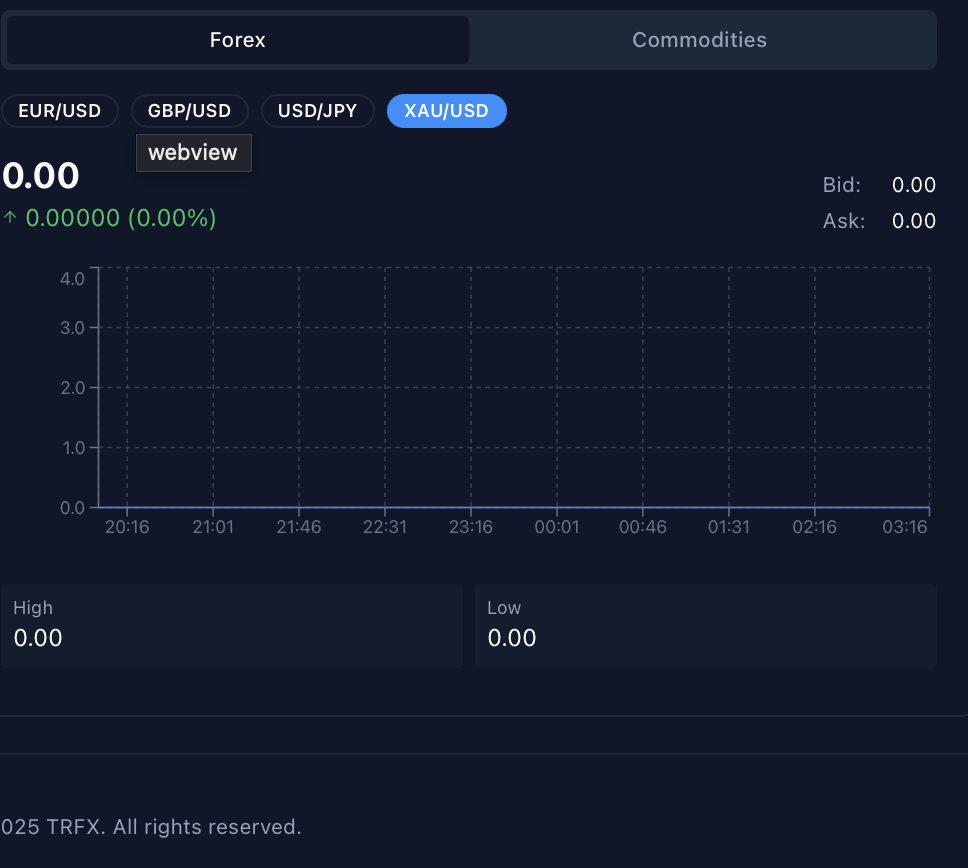 Forex Commodities
EUR/USD GBP/USD USD/JPY XAU/USD
webview
0.00
↑ 0.00000 (0.00%)
Bid: 0.00
Ask: 0.00
4.0
3.0
2.0
1.0
0.0
20:16 21:01 21:46 22:31 23:16 00:01 00:46 01:31 02:16 03:16
High
0.00
Low
0.00
025 TRFX. All rights reserved.